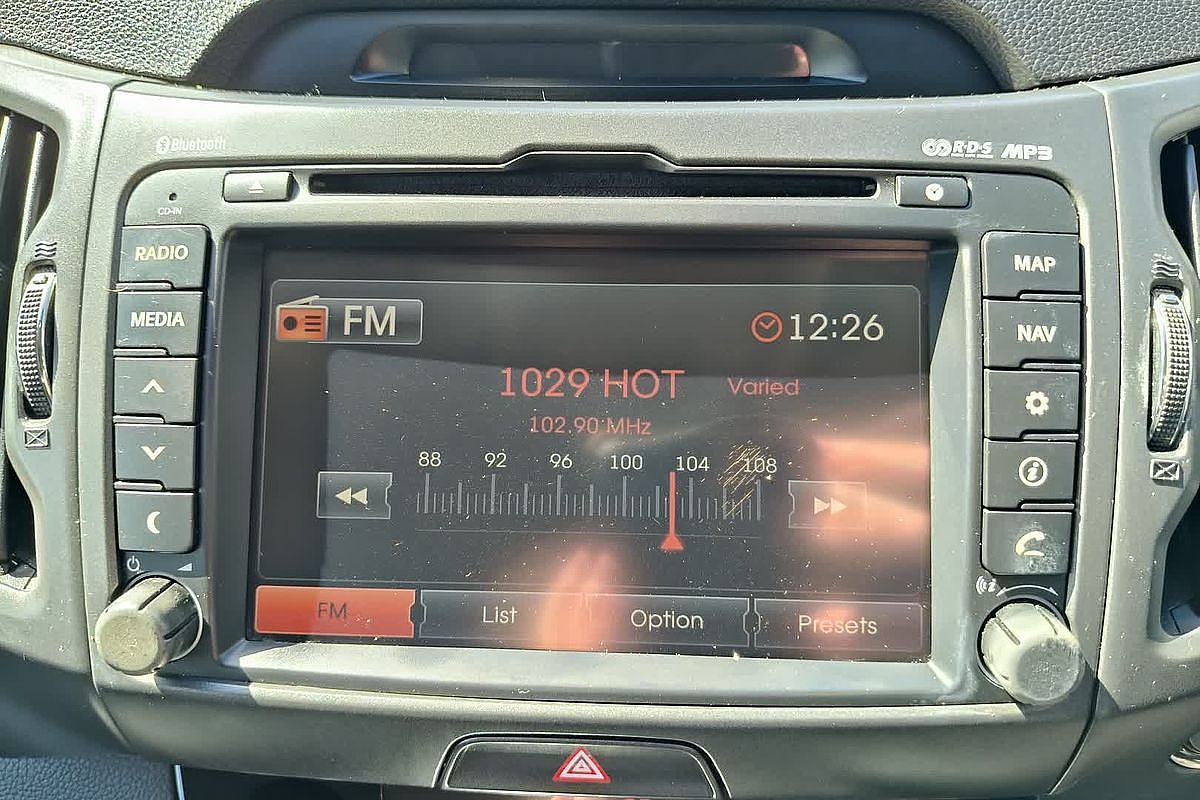 Bluetooth
R·D·S MP3
CD-IN
RADIO
MEDIA
MAP
NAV
FM
12:26
1029 HOT Varied
102.90 MHz
88 92 96 100 104 108
FM List Option Presets